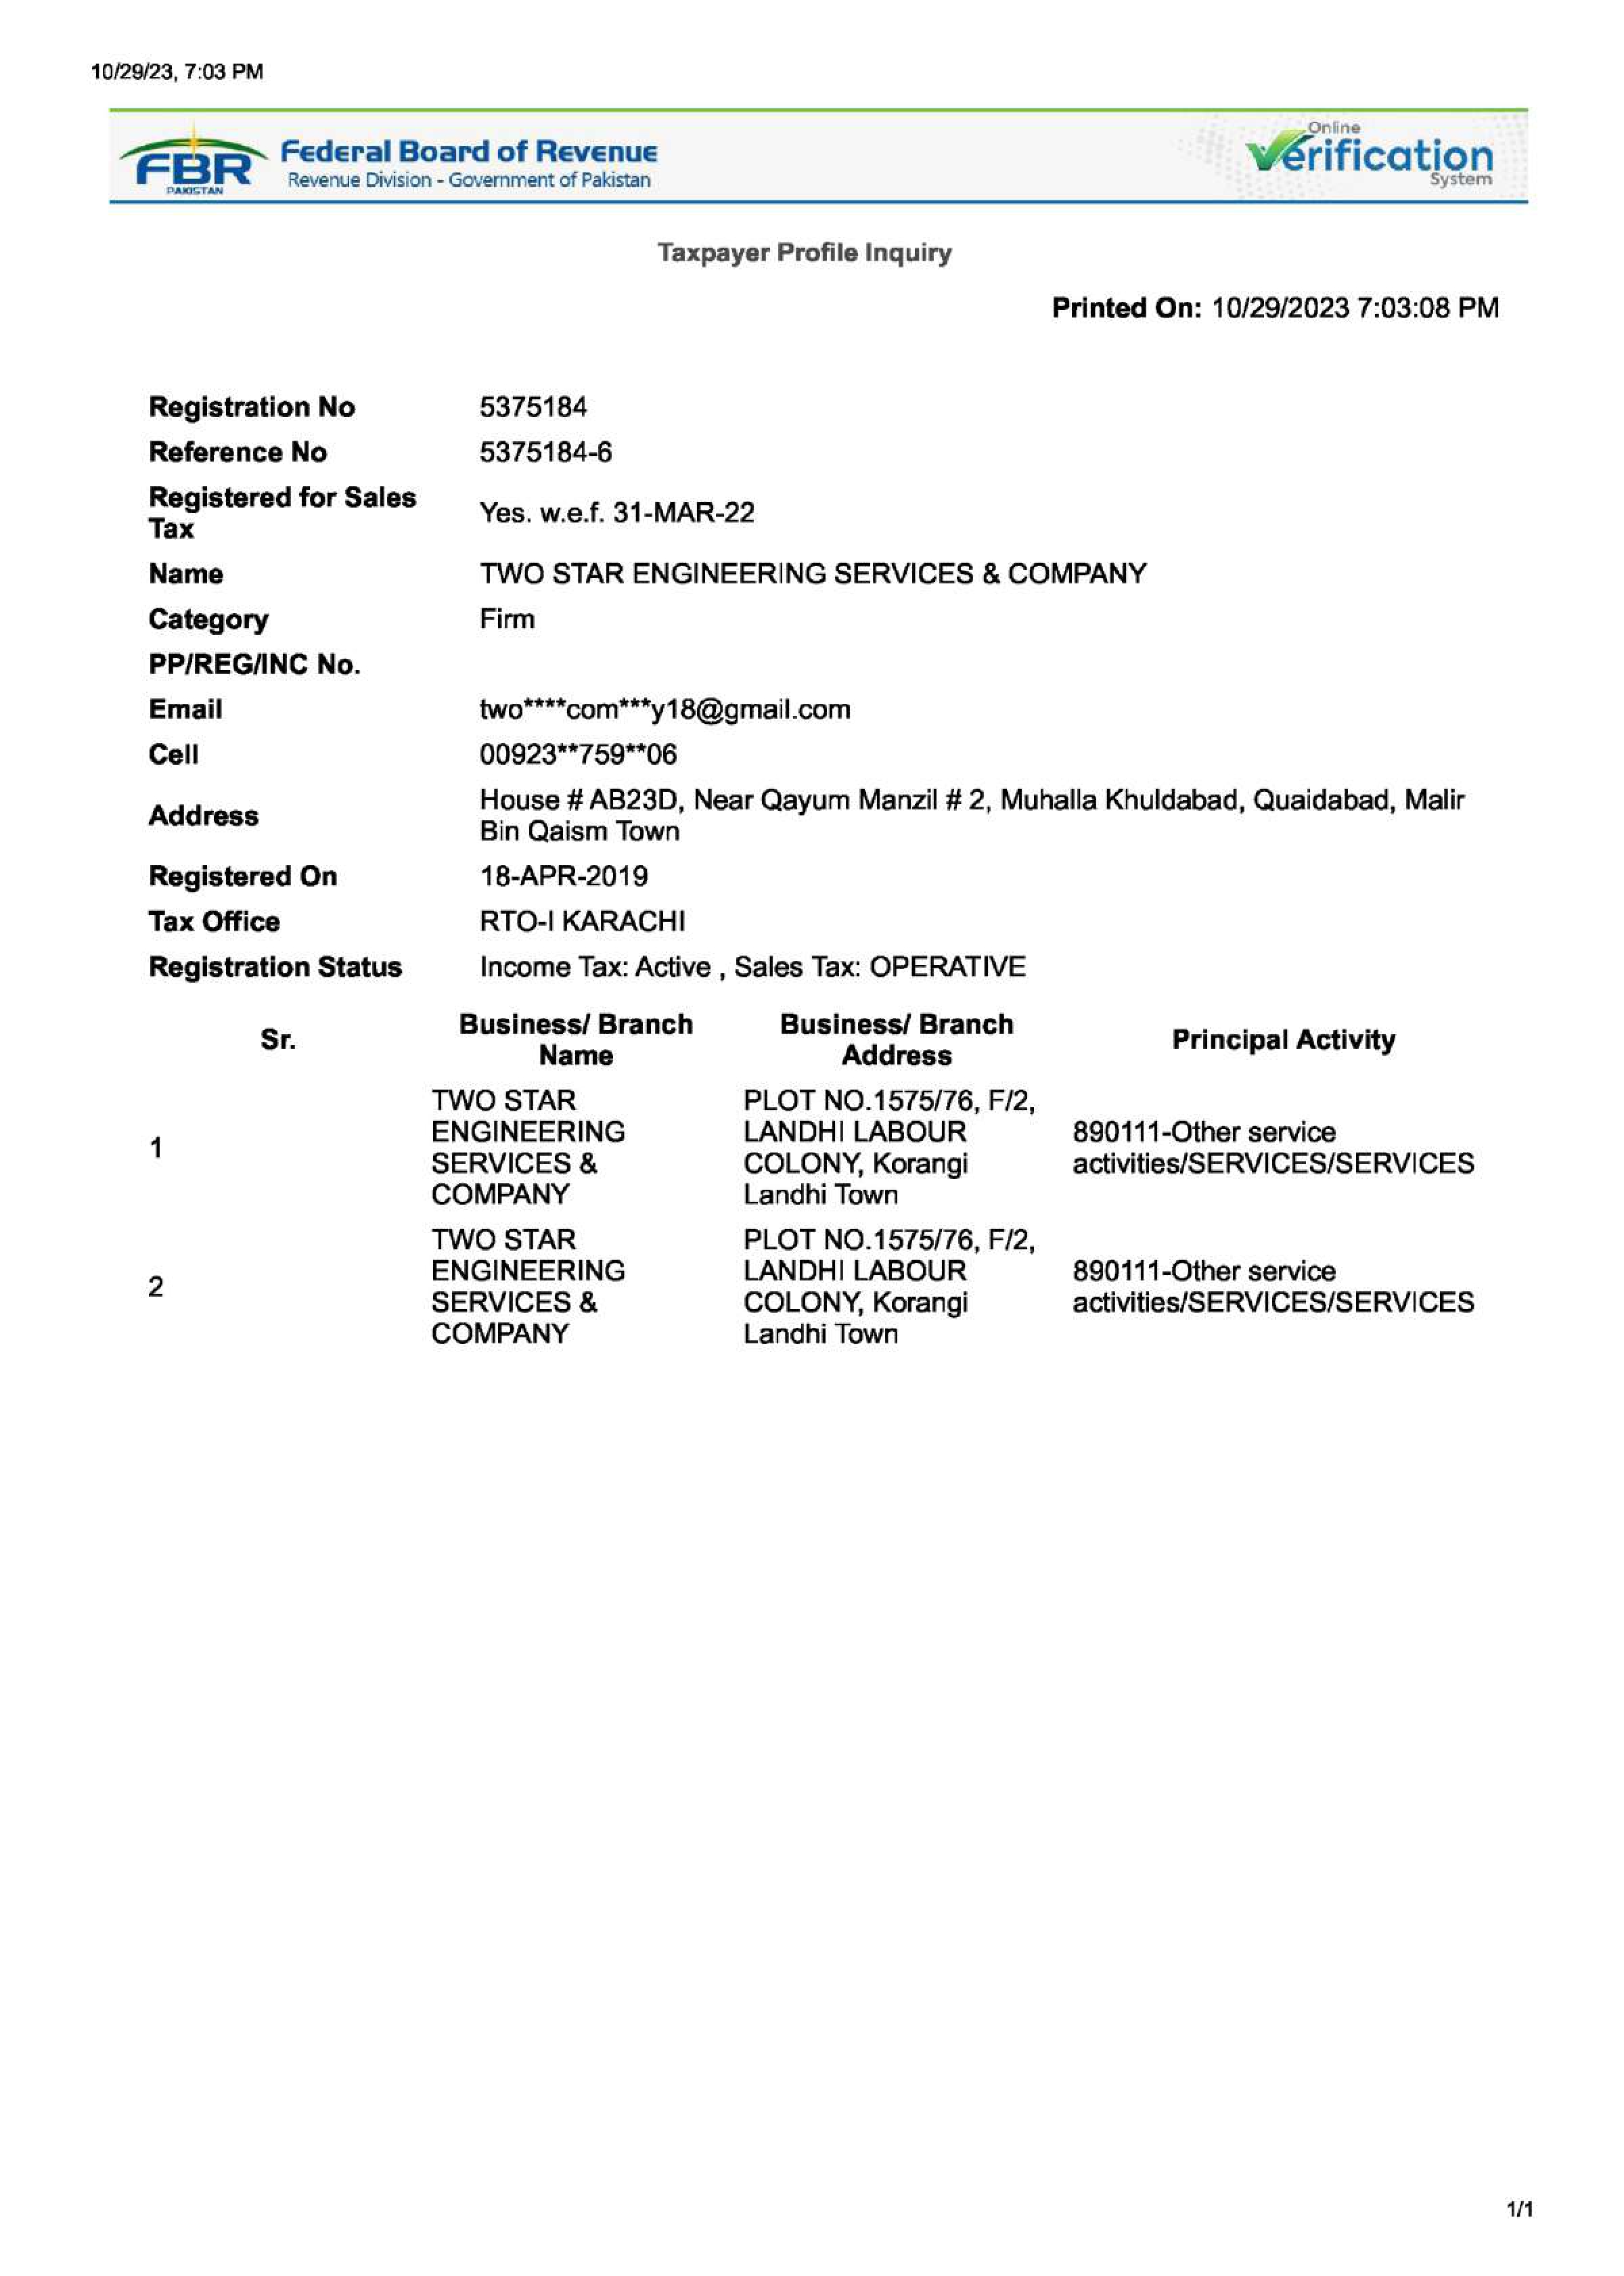 10/29/23, 7:03 PM
FBR
PAKISTAN
Federal Board of Revenue
Revenue Division - Government of Pakistan
Online
Verification
System
Taxpayer Profile Inquiry
Printed On: 10/29/2023 7:03:08 PM
Registration No 5375184
Reference No 5375184-6
Registered for Sales
Tax
Yes. w.e.f. 31-MAR-22
Name TWO STAR ENGINEERING SERVICES & COMPANY
Category Firm
PP/REG/INC No.
Email two****com***y18@gmail.com
Cell 00923**759**06
Address
House # AB23D, Near Qayum Manzil # 2, Muhalla Khuldabad, Quaidabad, Malir
Bin Qaism Town
Registered On 18-APR-2019
Tax Office RTO-I KARACHI
Registration Status Income Tax: Active , Sales Tax: OPERATIVE
Sr.
Business/ Branch
Name
Business/ Branch
Address
Principal Activity
1
TWO STAR
ENGINEERING
SERVICES &
COMPANY
PLOT NO.1575/76, F/2,
LANDHI LABOUR
COLONY, Korangi
Landhi Town
890111-Other service
activities/SERVICES/SERVICES
2
TWO STAR
ENGINEERING
SERVICES &
COMPANY
PLOT NO.1575/76, F/2,
LANDHI LABOUR
COLONY, Korangi
Landhi Town
890111-Other service
activities/SERVICES/SERVICES
1/1